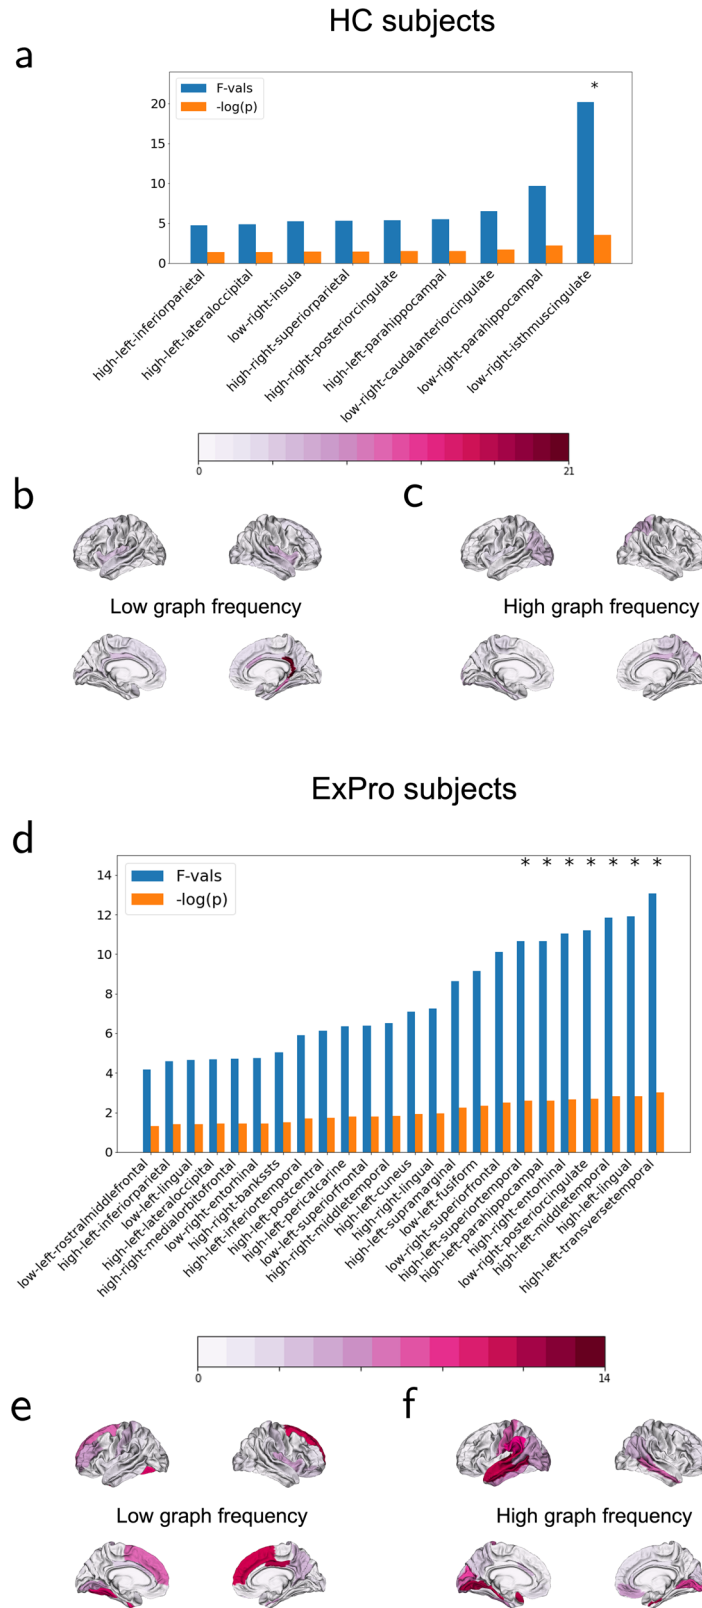 HC subjects
a
F-vals
-log(p)
*
20
15
10
5
0
high-left-inferiorparietal
high-left-lateraloccipital
low-right-insula
high-right-superiorparietal
high-right-posteriorcingulate
high-left-parahippocampal
low-right-caudalanteriorcingulate
low-right-parahippocampal
low-right-isthmuscingulate
0
21
b
c
Low graph frequency
High graph frequency
ExPro subjects
d
F-vals
-log(p)
* * * * * * *
14
12
10
8
6
4
2
0
low-left-rostralmiddlefrontal
high-left-inferiorparietal
low-left-lingual
high-left-lateraloccipital
high-right-medialorbitofrontal
low-right-entorhinal
high-right-bankssts
high-left-inferiortemporal
high-left-postcentral
high-left-pericalcarine
low-left-superiorfrontal
high-right-middletemporal
high-left-cuneus
high-right-lingual
high-left-supramarginal
low-left-fusiform
low-right-superiorfrontal
high-left-superiortemporal
high-left-parahippocampal
high-right-entorhinal
low-right-posteriorcingulate
high-left-middletemporal
high-left-lingual
high-left-transversetemporal
0
14
e
f
Low graph frequency
High graph frequency